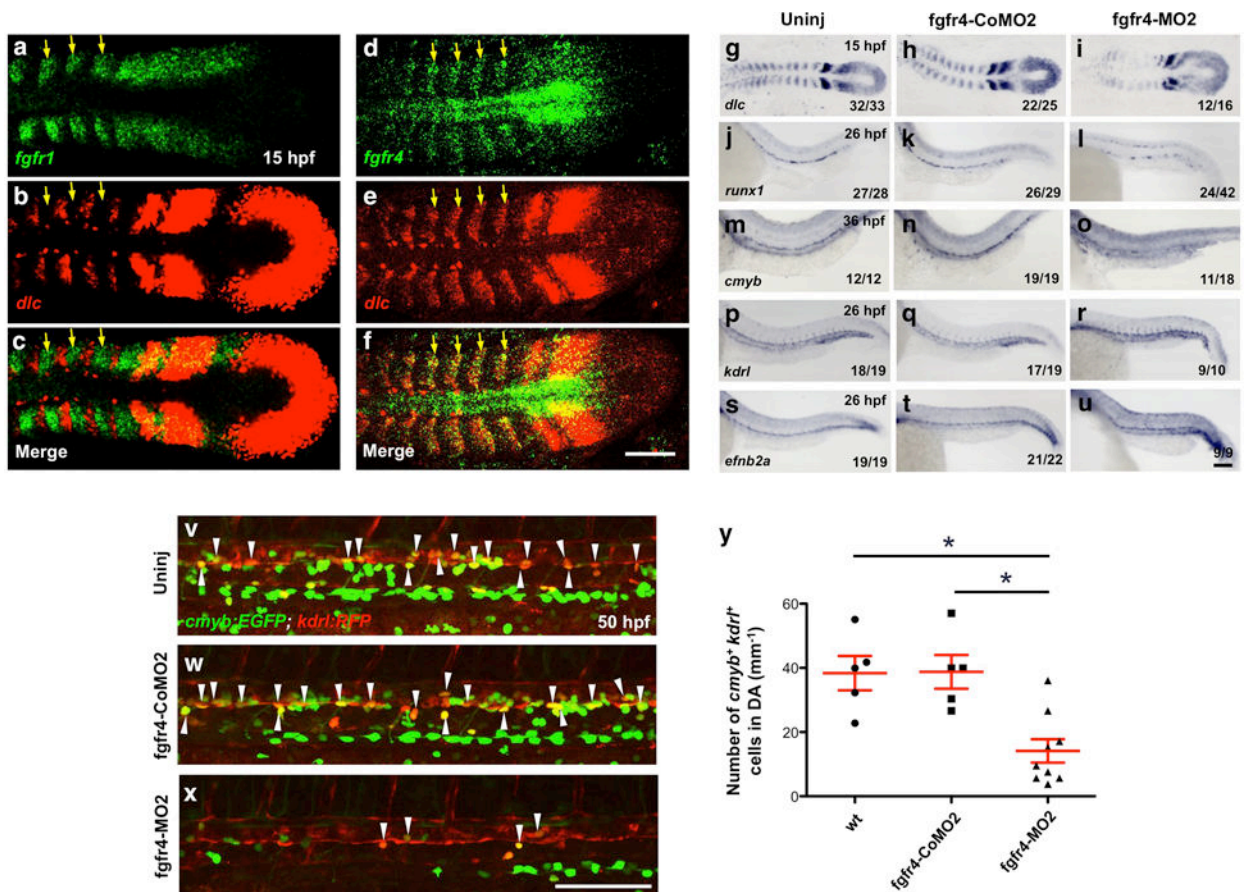 a
fgfr1
15 hpf
b
dlc
c
Merge
d
fgfr4
e
dlc
f
Merge
Uninj
fgfr4-CoMO2
fgfr4-MO2
g
15 hpf
dlc
32/33
h
22/25
i
12/16
j
26 hpf
runx1
27/28
k
26/29
l
24/42
m
36 hpf
cmyb
12/12
n
19/19
o
11/18
p
26 hpf
kdrl
18/19
q
17/19
r
9/10
s
26 hpf
efnb2a
19/19
t
21/22
u
9/9
Uninj
v
cmyb:EGFP; kdrl:RFP
50 hpf
fgfr4-CoMO2
w
fgfr4-MO2
x
y
*
*
Number of cmyb+ kdrl+
cells in DA (mm-1)
60
40
20
0
wt
fgfr4-CoMO2
fgfr4-MO2